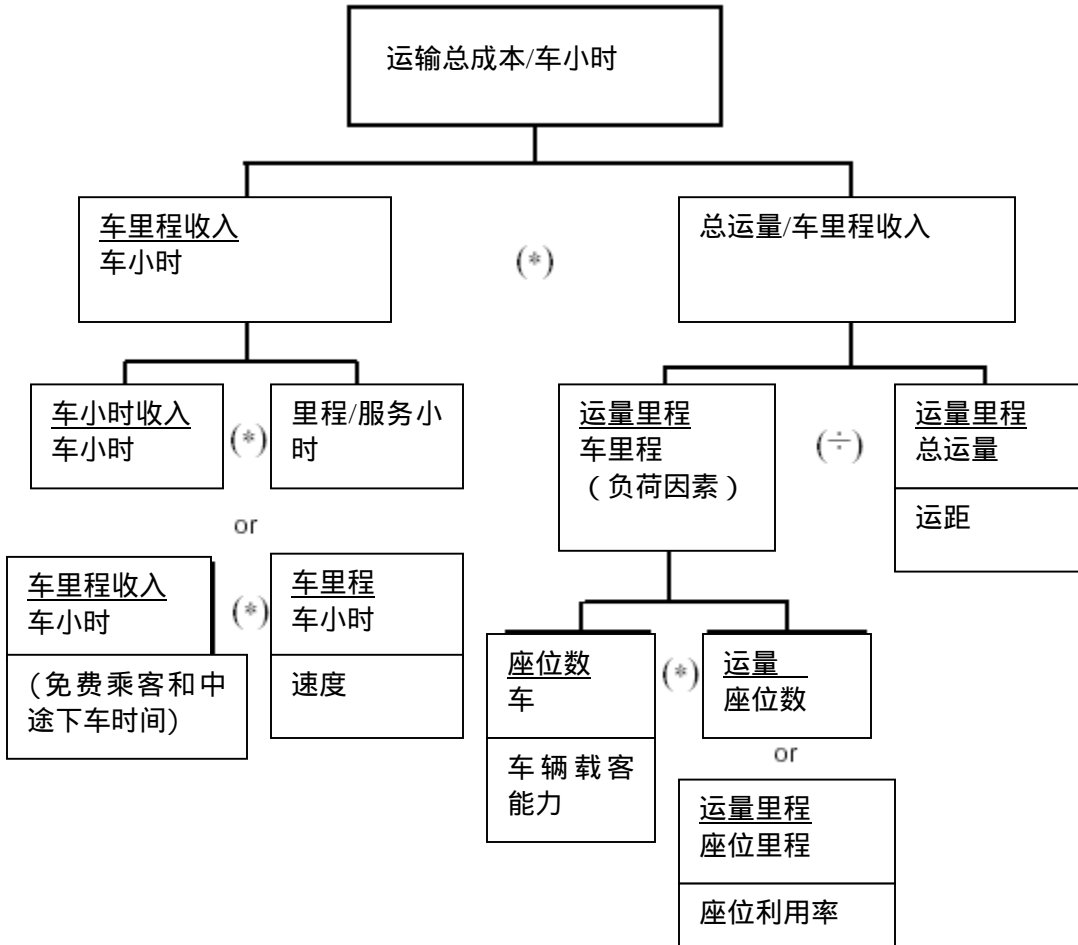 运输总成本/车小时
车里程收入
车小时
(*)
总运量/车里程收入
车小时收入
车小时
(*)
里程/服务小
时
运量里程
车里程
（负荷因素）
(÷)
运量里程
总运量
运距
or
车里程收入
车小时
(免费乘客和中
途下车时间)
(*)
车里程
车小时
速度
座位数
车
车辆载客
能力
(*)
运量
座位数
or
运量里程
座位里程
座位利用率